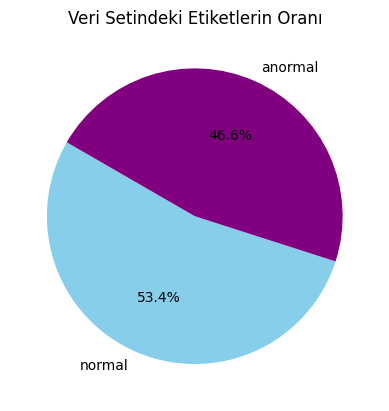 Veri Setindeki Etiketlerin Oranı
anormal
46.6%
53.4%
normal